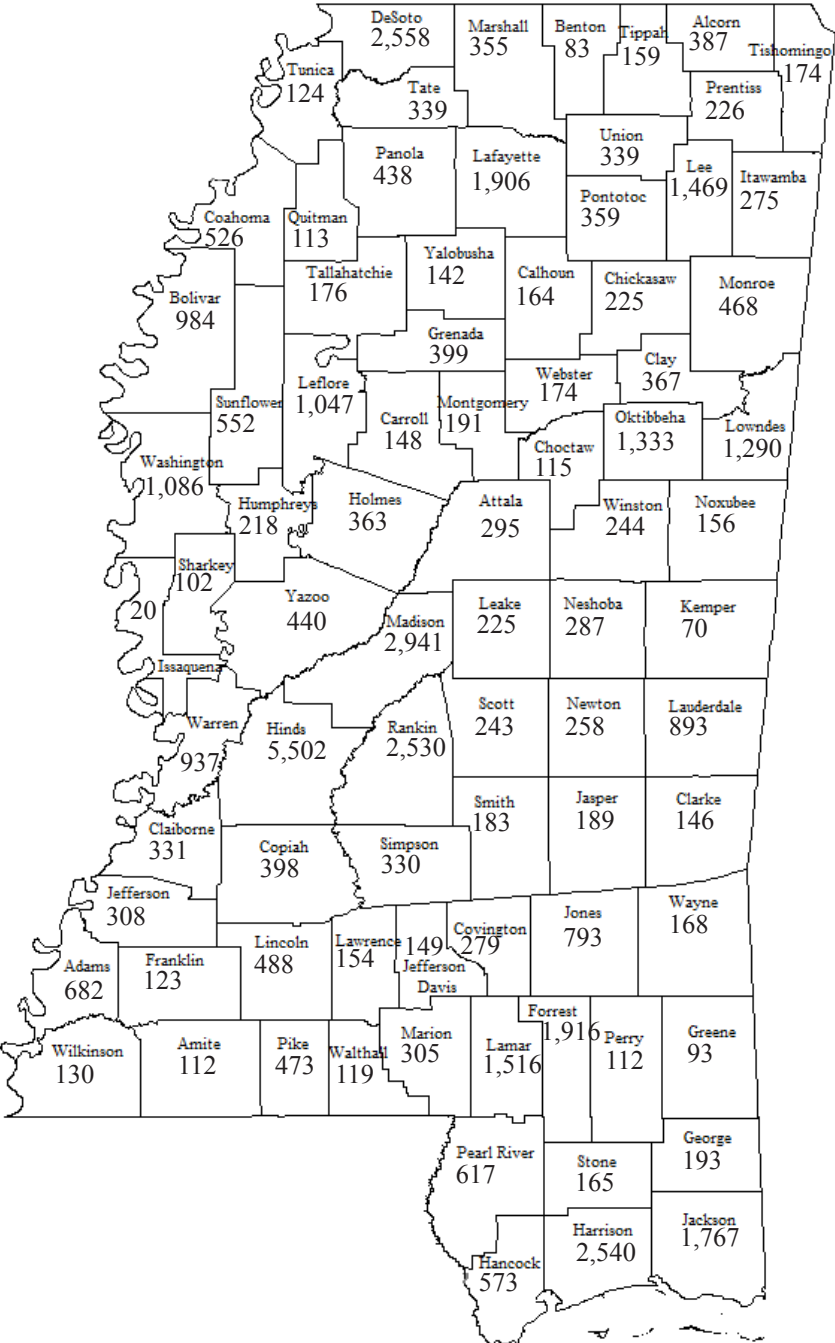 DeSoto
2,558
Marshall
355
Benton
83
Tippah
159
Alcorn
387
Tishomingo
174
Tunica
124
Tate
339
Prentiss
226
Union
339
Panola
438
Lafayette
1,906
Lee
1,469
Itawamba
275
Pontotoc
359
Coahoma
526
Quitman
113
Yalobusha
142
Tallahatchie
176
Calhoun
164
Chickasaw
225
Monroe
468
Bolivar
984
Grenada
399
Clay
367
Webster
174
Leflore
1,047
Sunflower
552
Montgomery
191
Carroll
148
Oktibbeha
1,333
Lowndes
1,290
Choctaw
115
Washington
1,086
Humphreys
218
Holmes
363
Attala
295
Winston
244
Noxubee
156
Sharkey
102
Yazoo
440
20
Issaquena
Madison
2,941
Leake
225
Neshoba
287
Kemper
70
Warren
937
Hinds
5,502
Rankin
2,530
Scott
243
Newton
258
Lauderdale
893
Smith
183
Jasper
189
Clarke
146
Claiborne
331
Copiah
398
Simpson
330
Jefferson
308
Lincoln
488
Lawrence
154
149
Jefferson
Davis
Covington
279
Jones
793
Wayne
168
Adams
682
Franklin
123
Wilkinson
130
Amite
112
Pike
473
Walthall
119
Marion
305
Lamar
1,516
Forrest
1,916
Perry
112
Greene
93
Pearl River
617
Stone
165
George
193
Hancock
573
Harrison
2,540
Jackson
1,767